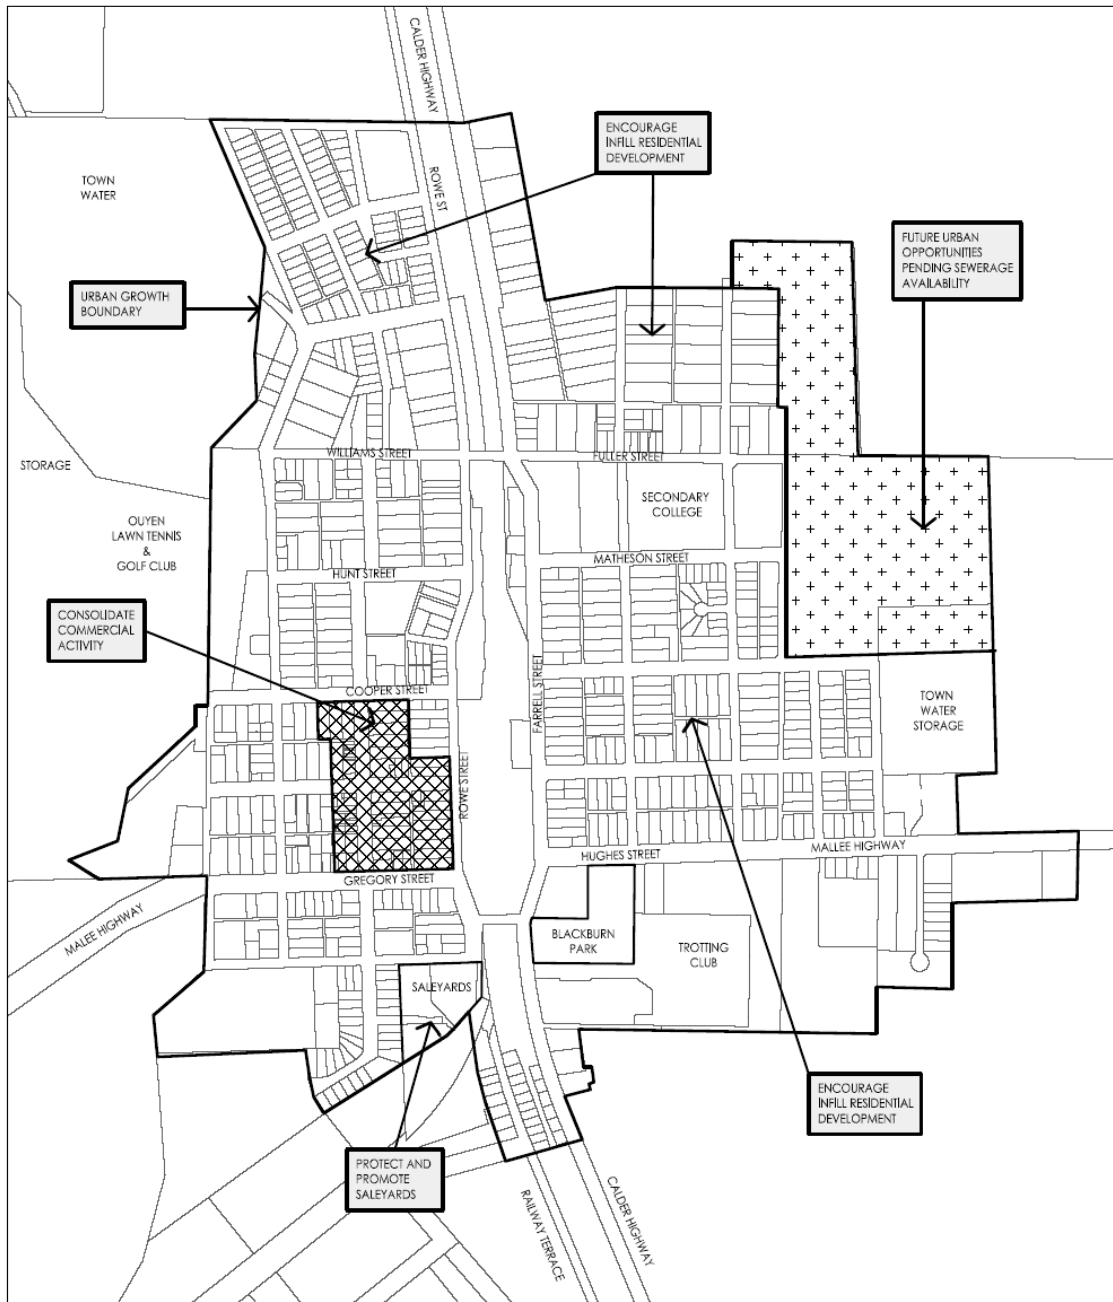 CALDER HIGHWAY
ENCOURAGE
INFILL RESIDENTIAL
DEVELOPMENT
TOWN
WATER
ROWE ST
FUTURE URBAN
OPPORTUNITIES
PENDING SEWERAGE
AVAILABILITY
URBAN GROWTH
BOUNDARY
WILLIAMS STREET
FULLER STREET
STORAGE
SECONDARY
COLLEGE
OUYEN
LAWN TENNIS
&
GOLF CLUB
MATHESON STREET
HUNT STREET
CONSOLIDATE
COMMERCIAL
ACTIVITY
FARRELL STREET
COOPER STREET
TOWN
WATER
STORAGE
ROWE STREET
HUGHES STREET
MALLEE HIGHWAY
GREGORY STREET
MALEE HIGHWAY
BLACKBURN
PARK
TROTTING
CLUB
SALEYARDS
ENCOURAGE
INFILL RESIDENTIAL
DEVELOPMENT
PROTECT AND
PROMOTE
SALEYARDS
RAILWAY TERRACE
CALDER HIGHWAY